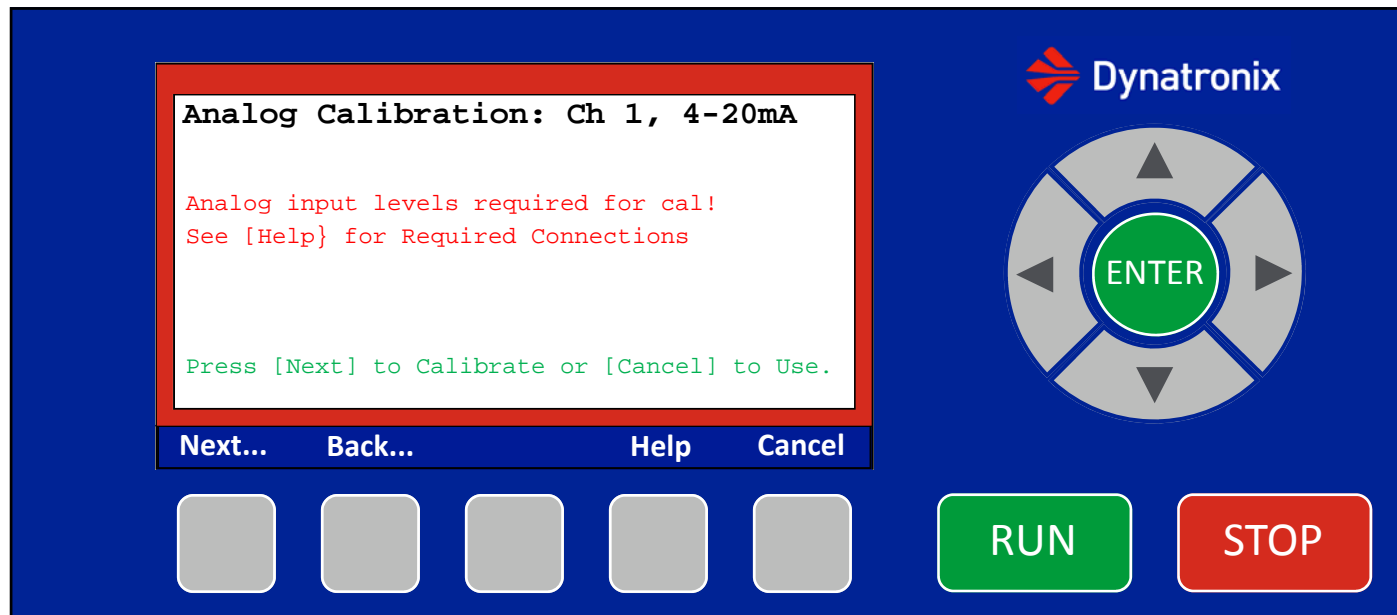 Dynatronix
Analog Calibration: Ch 1, 4-20mA
Analog input levels required for cal!
See [Help} for Required Connections
Press [Next] to Calibrate or [Cancel] to Use.
Next... Back... Help Cancel
ENTER
RUN STOP